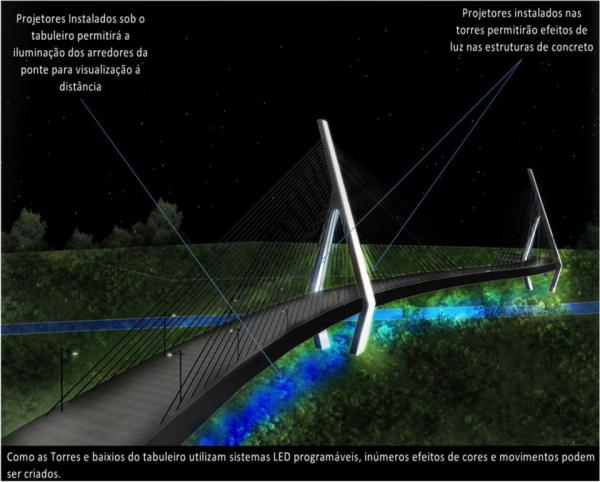 Projetores Instalados sob o
tabuleiro permitirá a
iluminação dos arredores da
ponte para visualização á
distância
Projetores instalados nas
torres permitirão efeitos de
luz nas estruturas de concreto
Como as Torres e baixios do tabuleiro utilizam sistemas LED programáveis, inúmeros efeitos de cores e movimentos podem
ser criados.